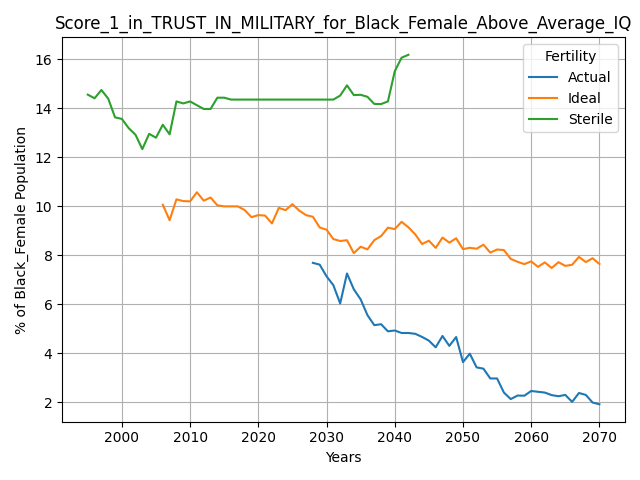 Score_1_in_TRUST_IN_MILITARY_for_Black_Female_Above_Average_IQ
Fertility
Actual
Ideal
Sterile
% of Black_Female Population
16
14
12
10
8
6
4
2
2000 2010 2020 2030 2040 2050 2060 2070
Years